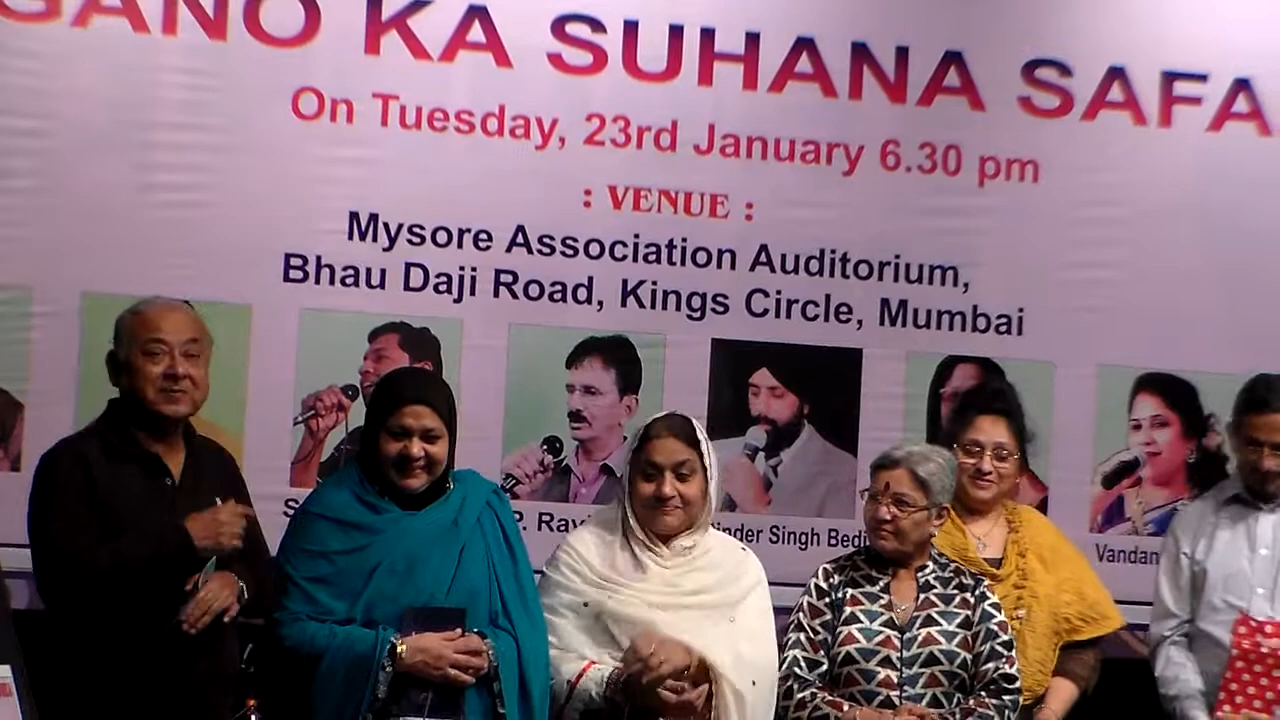 GANO KA SUHANA SAFA
On Tuesday, 23rd January 6.30 pm
: VENUE :
Mysore Association Auditorium,
Bhau Daji Road, Kings Circle, Mumbai
P. Ravi
inder Singh Bedi
Vandan